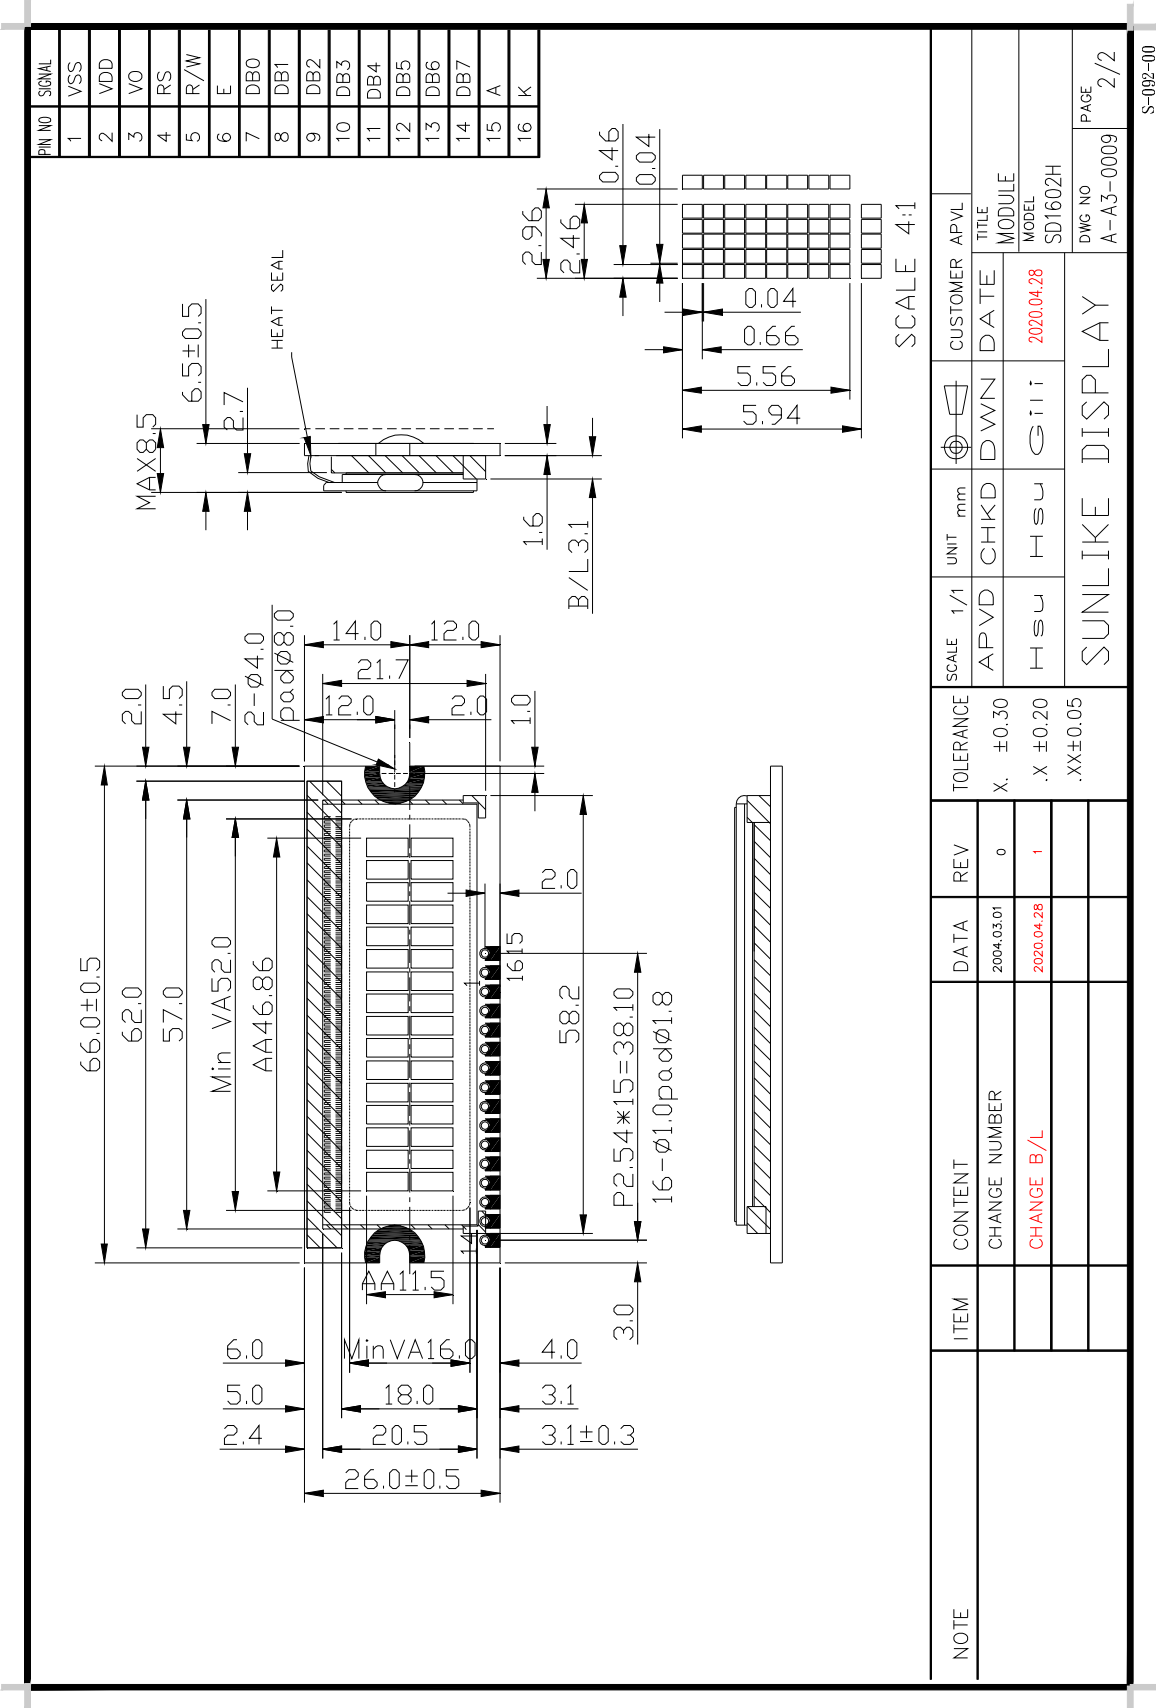 PIN NO SIGNAL
1 VSS
2 VDD
3 VO
4 RS
5 R/W
6 E
7 DB0
8 DB1
9 DB2
10 DB3
11 DB4
12 DB5
13 DB6
14 DB7
15 A
16 K
66.0±0.5
62.0
57.0
Min VA52.0
AA46.86
2.0
4.5
7.0
2-Ø4.0
padØ8.0
14.0
12.0
21.7
12.0
2.0
1.0
2.0
58.2
P2.54*15=38.10
16-Ø1.0padØ1.8
3.0
1
14
16
15
AA11.5
6.0
MinVA16.0
4.0
5.0
18.0
3.1
2.4
20.5
3.1±0.3
26.0±0.5
MAX8.5
6.5±0.5
2.7
HEAT SEAL
1.6
B/L3.1
2.96
2.46
0.46
0.04
0.04
0.66
5.56
5.94
SCALE 4:1
NOTE
ITEM CONTENT DATA REV
CHANGE NUMBER 2004.03.01 0
CHANGE B/L 2020.04.28 1
TOLERANCE
X. ±0.30
.X ±0.20
.XX±0.05
SCALE 1/1 UNIT mm CUSTOMER APVL
APVD CHKD DWN DATE
Hsu Hsu Gili 2020.04.28
SUNLIKE DISPLAY
TITLE
MODULE
MODEL
SD1602H
DWG NO
A-A3-0009
PAGE
2/2
S-092-00